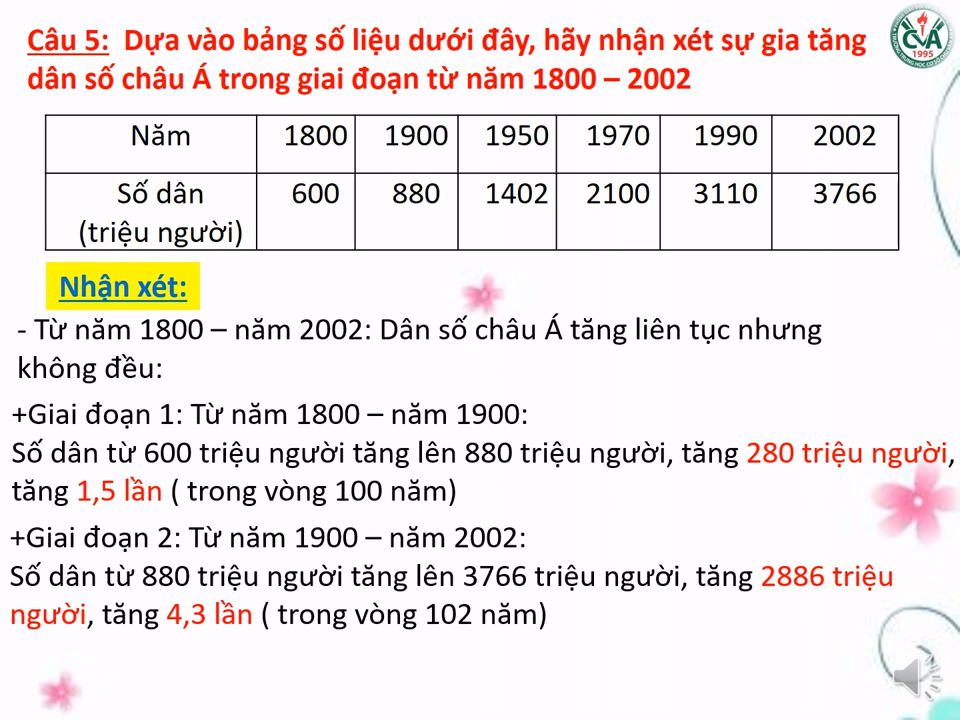 Câu 5: Dựa vào bảng số liệu dưới đây, hãy nhận xét sự gia tăng
dân số châu Á trong giai đoạn từ năm 1800 – 2002
CVA
1995
Năm 1800 1900 1950 1970 1990 2002
Số dân 600 880 1402 2100 3110 3766
(triệu người)
Nhận xét:
- Từ năm 1800 – năm 2002: Dân số châu Á tăng liên tục nhưng
không đều:
+Giai đoạn 1: Từ năm 1800 – năm 1900:
Số dân từ 600 triệu người tăng lên 880 triệu người, tăng 280 triệu người,
tăng 1,5 lần ( trong vòng 100 năm)
+Giai đoạn 2: Từ năm 1900 – năm 2002:
Số dân từ 880 triệu người tăng lên 3766 triệu người, tăng 2886 triệu
người, tăng 4,3 lần ( trong vòng 102 năm)